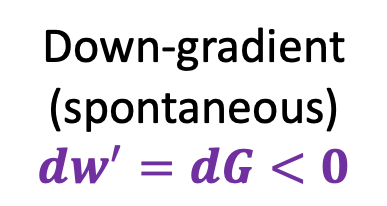 Down-gradient
(spontaneous)
dw′ = dG < 0